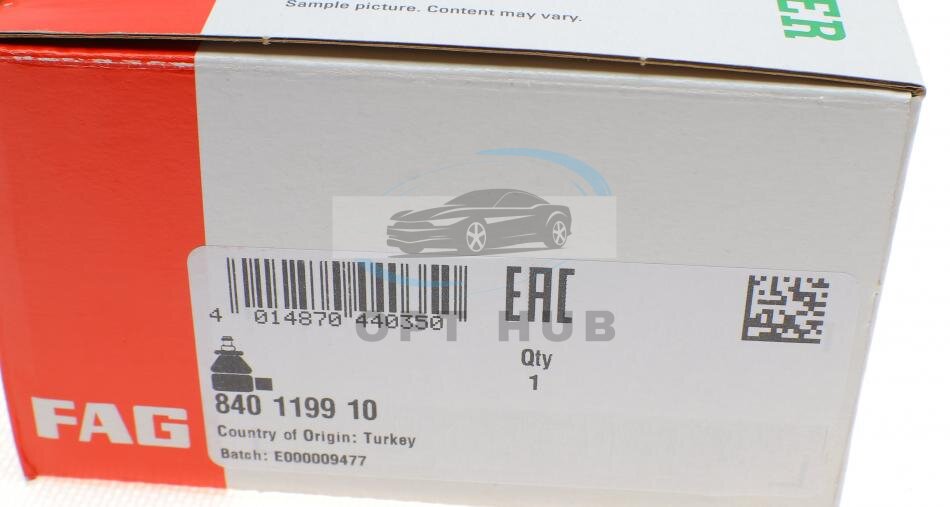 Sample picture. Content may vary.
ER
4 014870 440350
EAC
OPT HUB
Qty
1
840 1199 10
FAG
Country of Origin: Turkey
Batch: E000009477